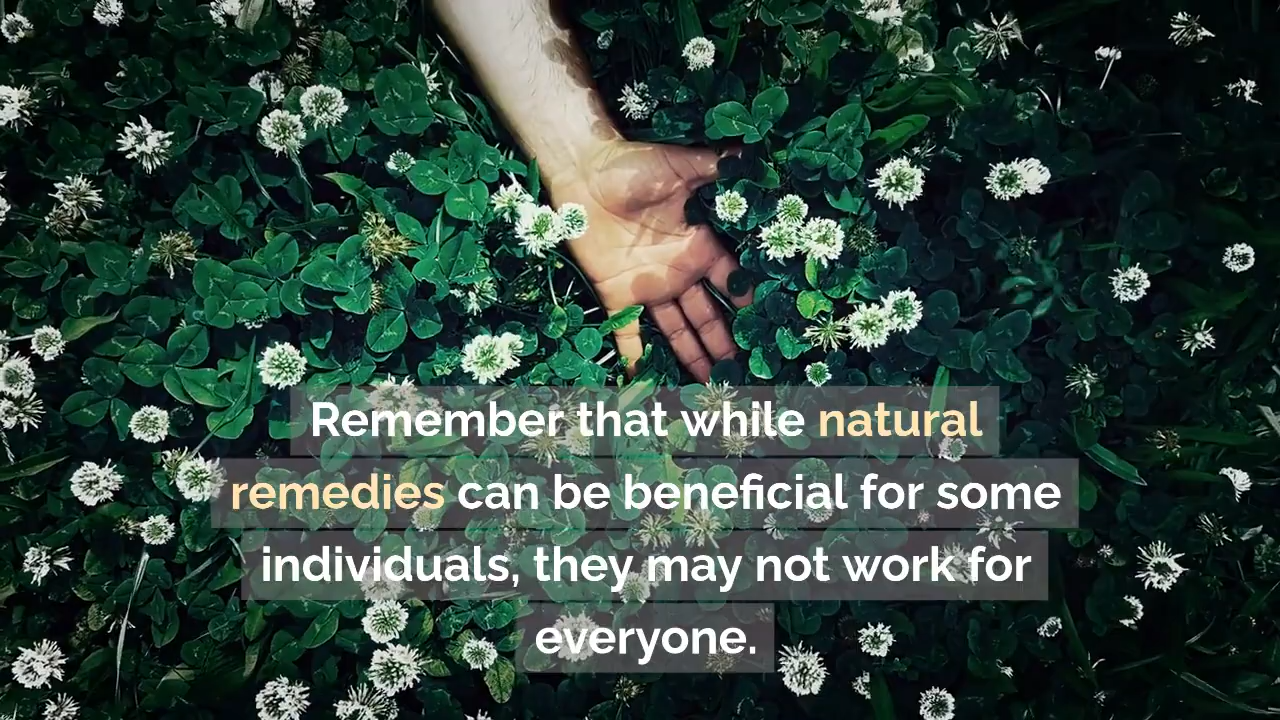 Remember that while natural
remedies can be beneficial for some
individuals, they may not work for
everyone.